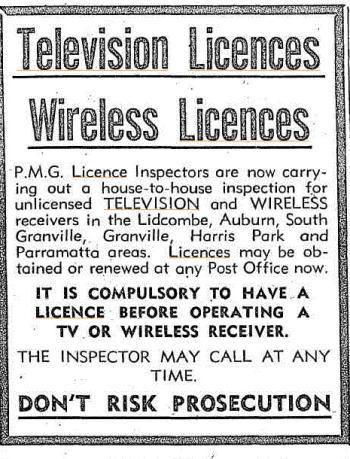 Television Licences
Wireless Licences
P.M.G. Licence Inspectors are now carry-
ing out a house-to-house inspection for
unlicensed TELEVISION and WIRELESS
receivers in the Lidcombe, Auburn, South
Granville, Granville, Harris Park and
Parramatta areas. Licences may be ob-
tained or renewed at any Post Office now.
IT IS COMPULSORY TO HAVE A
LICENCE BEFORE OPERATING A
TV OR WIRELESS RECEIVER.
THE INSPECTOR MAY CALL AT ANY
TIME.
DON'T RISK PROSECUTION